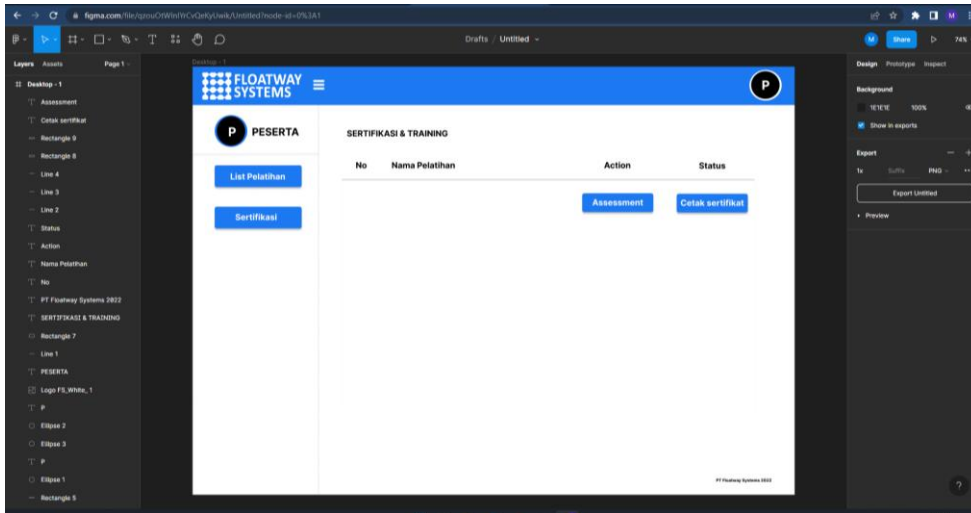 figma.com/file/qzouOtWinIYrCvQeKyUwik/Untitled?node-id=0%3A1
M
Drafts / Untitled
M
Share
74%
Layers
Assets
Page 1
Design
Prototype
Inspect
Desktop - 1
Assessment
Cetak sertifikat
Rectangle 9
Rectangle 8
Line 4
Line 3
Line 2
Status
Action
Nama Pelatihan
No
PT Floatway Systems 2022
SERTIFIKASI & TRAINING
Rectangle 7
Line 1
PESERTA
Logo FS_White_ 1
P
Ellipse 2
Ellipse 3
P
Ellipse 1
Rectangle 5
Desktop - 1
FLOATWAY
SYSTEMS
P
P PESERTA
List Pelatihan
Sertifikasi
SERTIFIKASI & TRAINING
No Nama Pelatihan Action Status
Assessment Cetak sertifikat
PT Floatway Systems 2022
Background
1E1E1E 100%
Show in exports
Export
1x Suffix PNG
Export Untitled
Preview
?